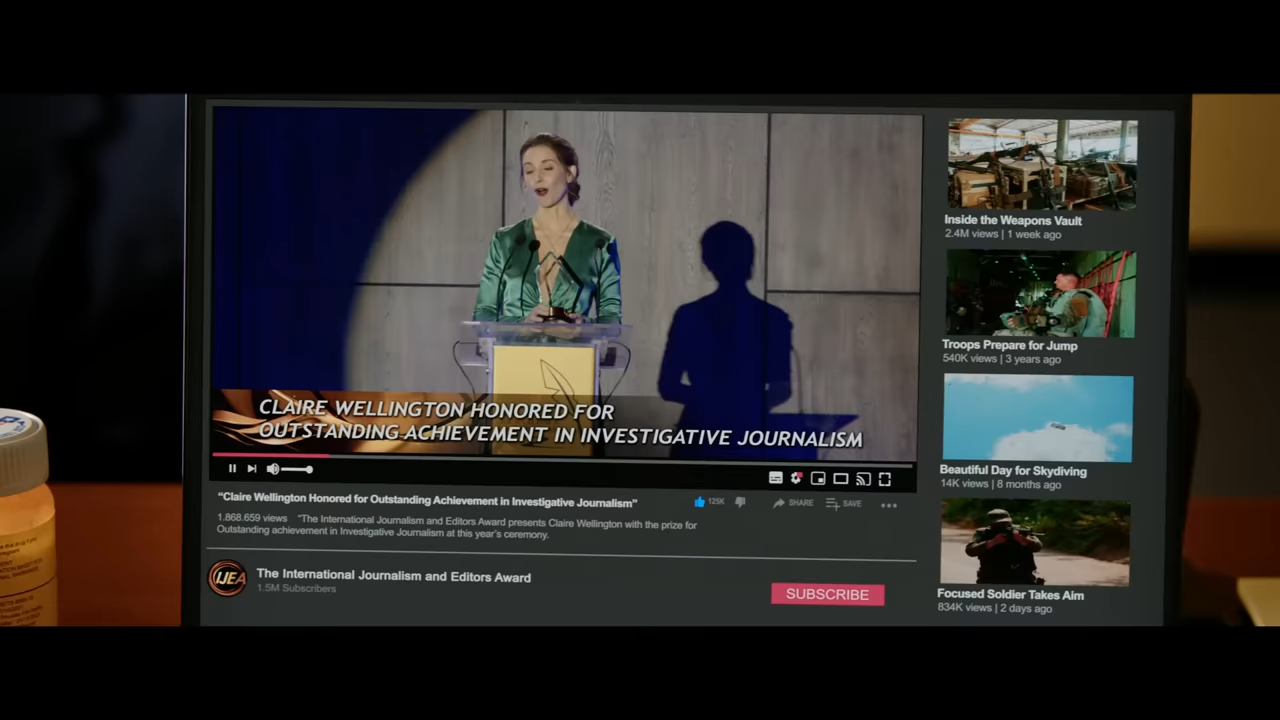 CLAIRE WELLINGTON HONORED FOR
OUTSTANDING ACHIEVEMENT IN INVESTIGATIVE JOURNALISM
"Claire Wellington Honored for Outstanding Achievement in Investigative Journalism"
125K
SHARE
SAVE
1.868.659 views "The International Journalism and Editors Award presents Claire Wellington with the prize for
Outstanding achievement in Investigative Journalism at this year's ceremony.
IJEA
The International Journalism and Editors Award
1.5M Subscribers
SUBSCRIBE
Inside the Weapons Vault
2.4M views | 1 week ago
Troops Prepare for Jump
540K views | 3 years ago
Beautiful Day for Skydiving
14K views | 8 months ago
Focused Soldier Takes Aim
834K views | 2 days ago